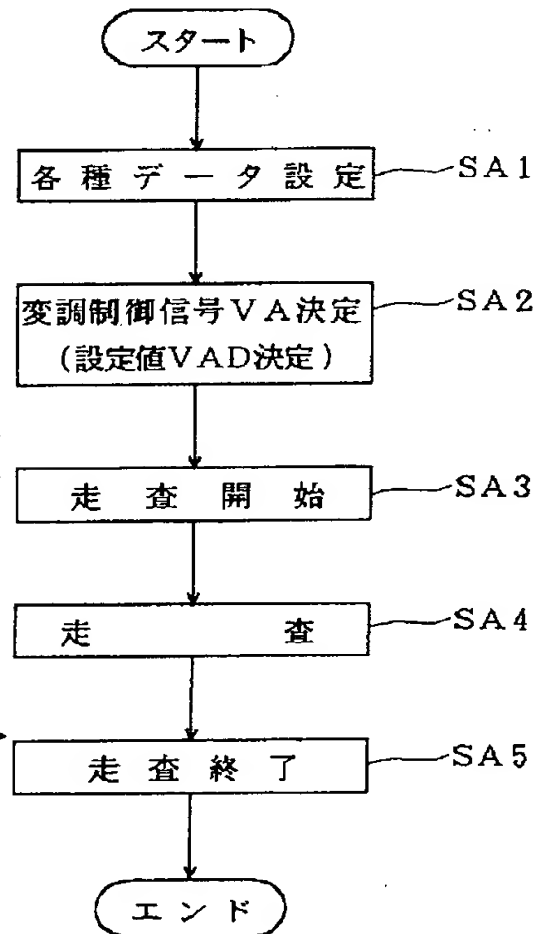 スタート
各種データ設定
SA1
変調制御信号VA決定
(設定値VAD決定)
SA2
走査開始
SA3
走査
SA4
走査終了
SA5
エンド